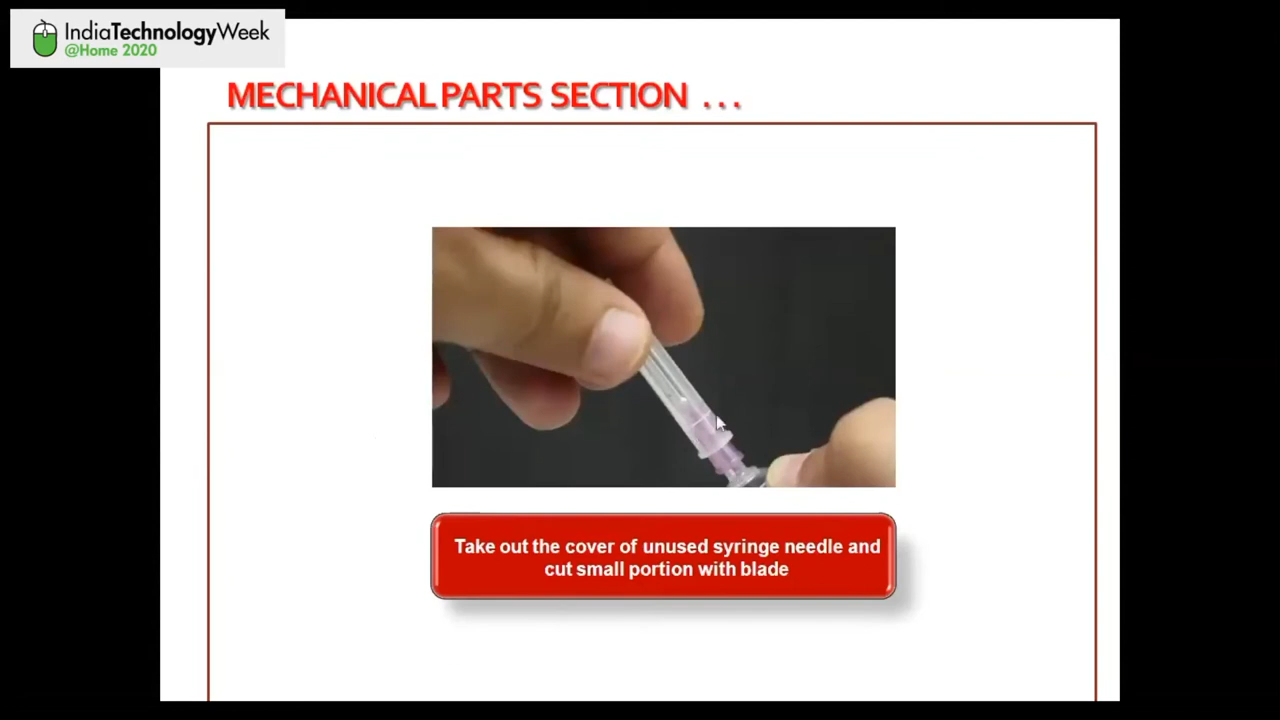 IndiaTechnologyWeek
@Home 2020
MECHANICAL PARTS SECTION ...
Take out the cover of unused syringe needle and
cut small portion with blade